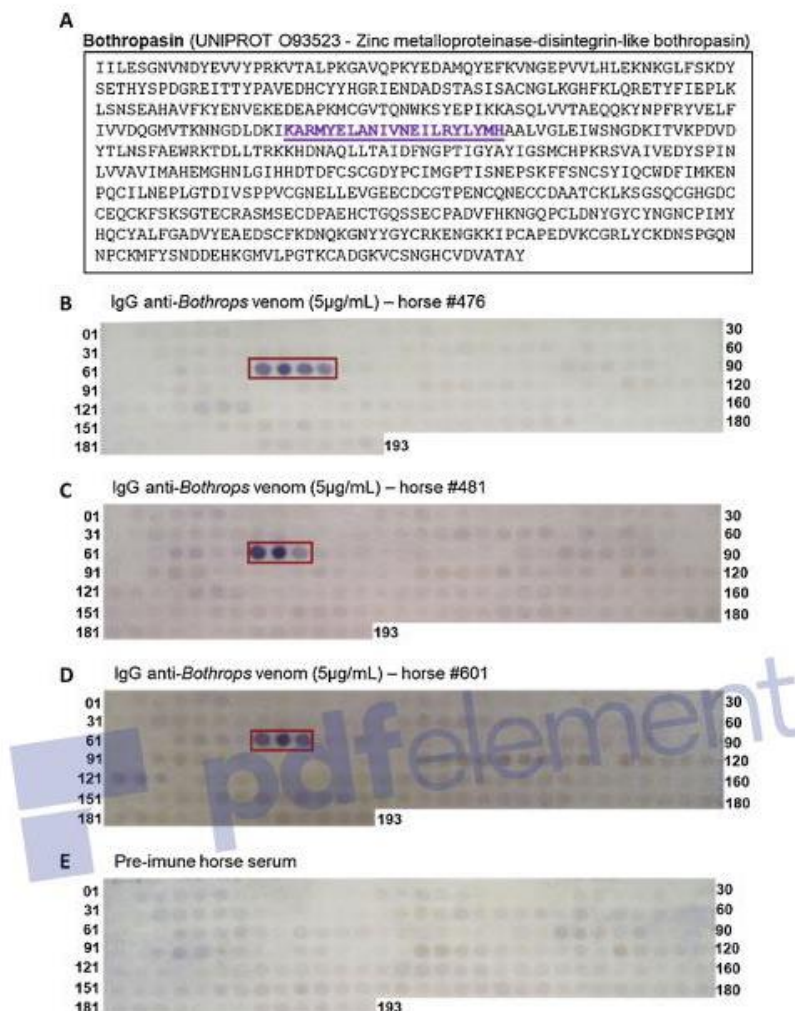 A
Bothropasin (UNIPROT O93523 - Zinc metalloproteinase-disintegrin-like bothropasin)
IILESGNVNDYEVVYPRKVTALPKGAVQPKYEDAMQYEFKVNGEPVVLHLEKNKGLFSKDY
SETHYSPDGREITTYPAVEDHCYYHGRIENDADSTASISACNGLKGHFKLQRETYFIEPLK
LSNSEAHAVFKYENVEKEDEAPKMCGVTQNWKSYEPIKKASQLVVTAEQQKYNPFRYVELF
IVVDQGMVTKNNGDLDKIKARMYELANIVNEILRYLYMHAALVGLEIWSNGDKITVKPDVD
YTLNSFAEWRKTDLLTRKKHDNAQLLTAIDFNGPTIGYAYIGSMCHPKRSVAIVEDYSPIN
LVVAVIMAHEMGHNLGIHHDTDFCSCGDYPCIMGPTISNEPSKFFSNCSYIQCWDFIMKEN
PQCILNEPLGTDIVSPPVCGNELLEVGEECDCGTPENCQNECCDAATCKLKSGSQCGHGDC
CEQCKFSKSGTECRASMSECDPAEHCTGQSSECPADVFHKNGQPCLDNYGYCYNGNCPIMY
HQCYALFGADVYEAEDSCFKDNQKGNYYGYCRKENGKKIPCAPEDVKCGRLYCKDNSPGQN
NPCKMFYSNDDEHKGMVLPGTKCADGKVCSNGHCVDVATAY
B IgG anti-Bothrops venom (5µg/mL) – horse #476
01 30
31 60
61 90
91 120
121 160
151 180
181 193
C IgG anti-Bothrops venom (5µg/mL) – horse #481
01 30
31 60
61 90
91 120
121 160
151 180
181 193
D IgG anti-Bothrops venom (5µg/mL) – horse #601
01 30
31 60
61 90
91 120
121 160
151 180
181 193
pdfelement
E Pre-imune horse serum
01 30
31 60
61 90
91 120
121 160
151 180
181 193